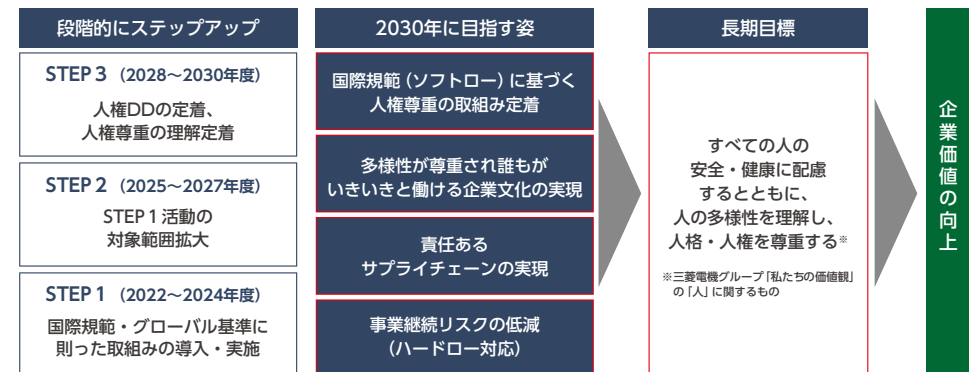 段階的にステップアップ
STEP 3（2028～2030年度）
人権DDの定着、
人権尊重の理解定着
STEP 2（2025～2027年度）
STEP 1 活動の
対象範囲拡大
STEP 1（2022～2024年度）
国際規範・グローバル基準に
則った取組みの導入・実施
2030年に目指す姿
国際規範（ソフトロー）に基づく
人権尊重の取組み定着
多様性が尊重され誰もが
いきいきと働ける企業文化の実現
責任ある
サプライチェーンの実現
事業継続リスクの低減
（ハードロー対応）
長期目標
すべての人の
安全・健康に配慮
するとともに、
人の多様性を理解し、
人格・人権を尊重する※
※三菱電機グループ「私たちの価値観」
の「人」に関するもの
企業価値の向上